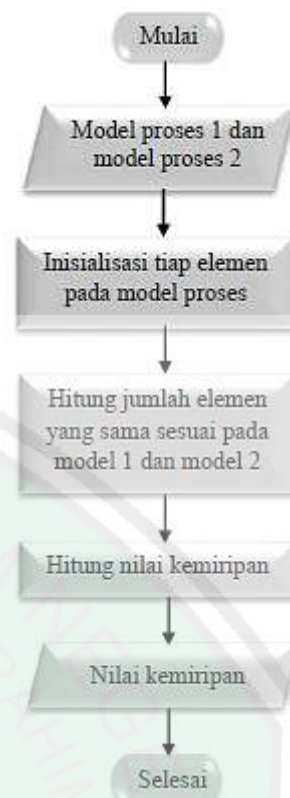 Mulai
Model proses 1 dan
model proses 2
Inisialisasi tiap elemen
pada model proses
Hitung jumlah elemen
yang sama sesuai pada
model 1 dan model 2
Hitung nilai kemiripan
Nilai kemiripan
Selesai